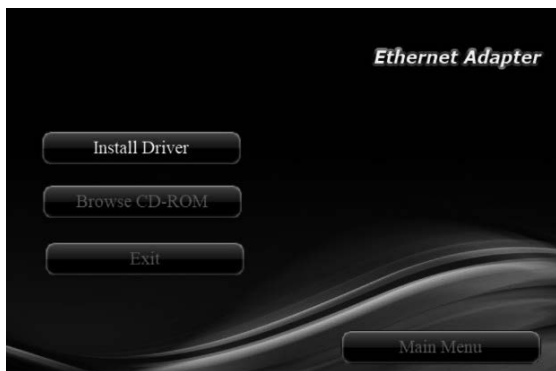 Ethernet Adapter
Install Driver
Browse CD-ROM
Exit
Main Menu